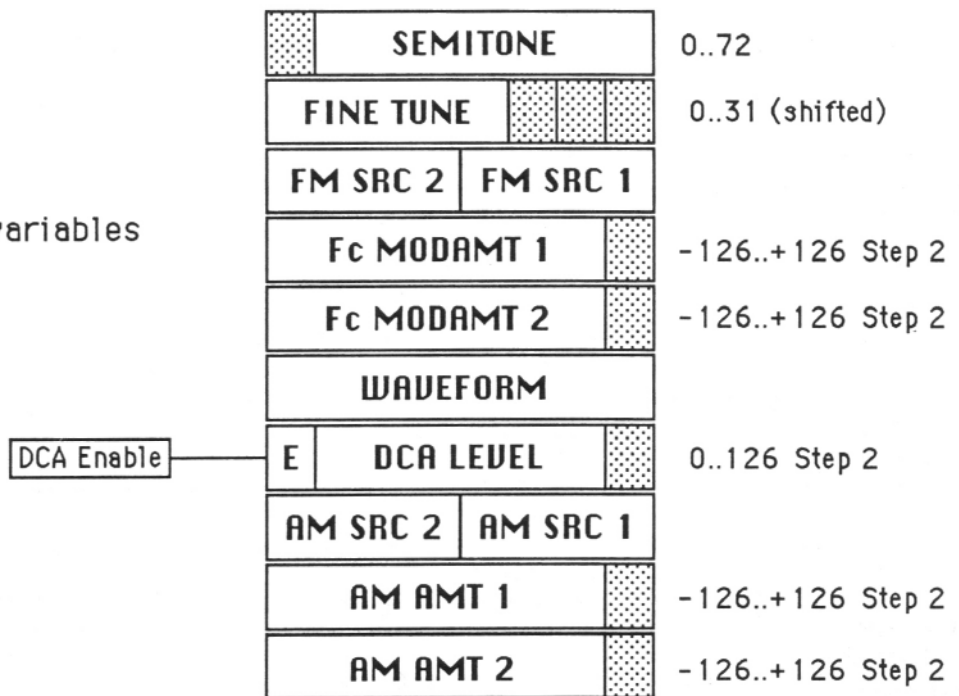 SEMITONE 0..72
FINE TUNE 0..31 (shifted)
FM SRC 2 FM SRC 1
variables
Fc MODAMT 1 -126..+126 Step 2
Fc MODAMT 2 -126..+126 Step 2
WAVEFORM
DCA Enable E DCA LEVEL 0..126 Step 2
AM SRC 2 AM SRC 1
AM AMT 1 -126..+126 Step 2
AM AMT 2 -126..+126 Step 2